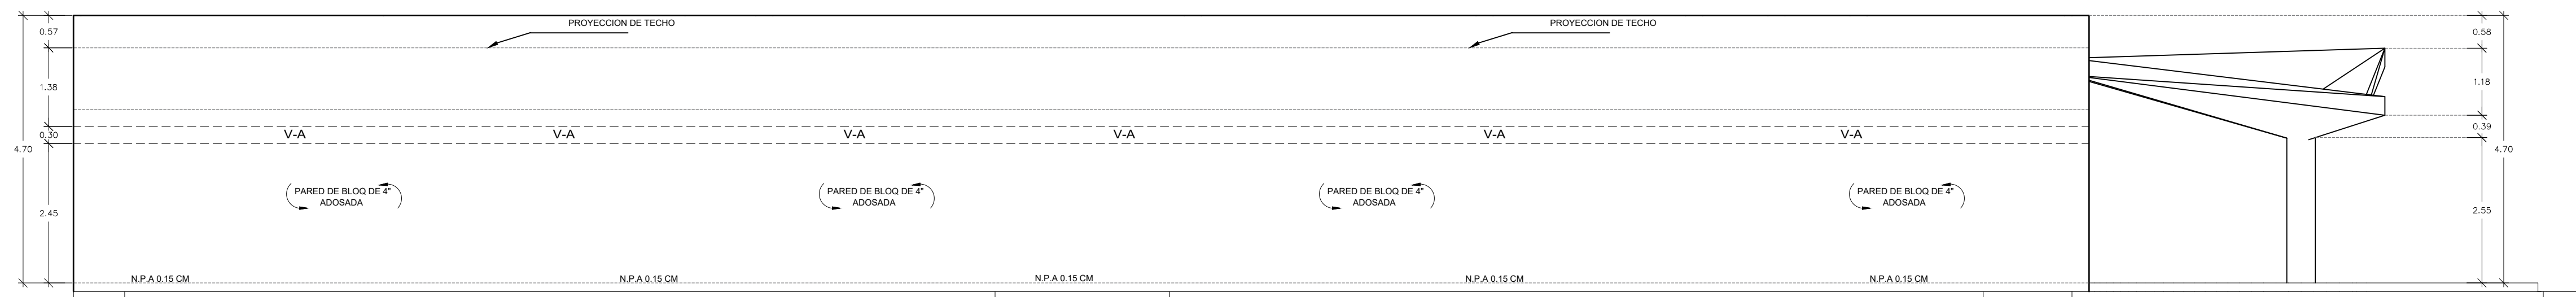 PROYECCION DE TECHO
PROYECCION DE TECHO
0.57
0.58
1.38
1.18
0.30
V-A
V-A
V-A
V-A
V-A
V-A
0.39
4.70
4.70
PARED DE BLOQ DE 4"
ADOSADA
PARED DE BLOQ DE 4"
ADOSADA
PARED DE BLOQ DE 4"
ADOSADA
PARED DE BLOQ DE 4"
ADOSADA
2.45
2.55
N.P.A 0.15 CM
N.P.A 0.15 CM
N.P.A 0.15 CM
N.P.A 0.15 CM
N.P.A 0.15 CM